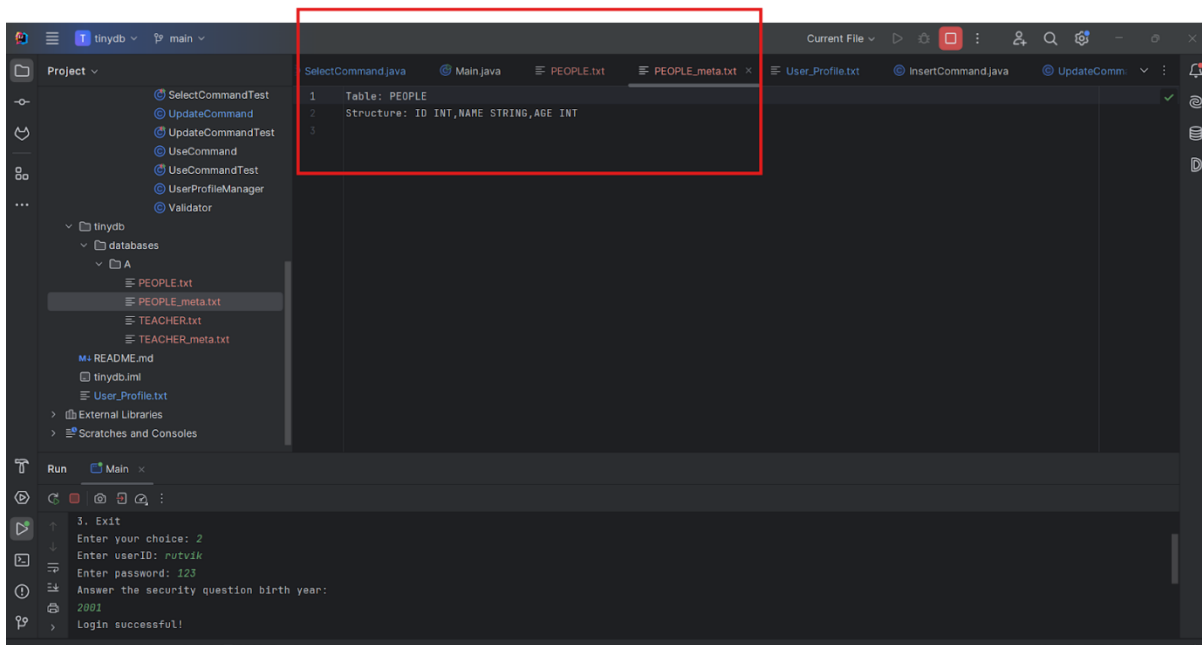 T tinydb main
Current File
Project
SelectCommandTest
UpdateCommand
UpdateCommandTest
UseCommand
UseCommandTest
UserProfileManager
Validator
tinydb
databases
A
PEOPLE.txt
PEOPLE_meta.txt
TEACHER.txt
TEACHER_meta.txt
README.md
tinydb.iml
User_Profile.txt
External Libraries
Scratches and Consoles
SelectCommand.java Main.java PEOPLE.txt PEOPLE_meta.txt User_Profile.txt InsertCommand.java UpdateComm
1 Table: PEOPLE
2 Structure: ID INT,NAME STRING,AGE INT
3
Run Main
3. Exit
Enter your choice: 2
Enter userID: rutvik
Enter password: 123
Answer the security question birth year:
2001
Login successful!